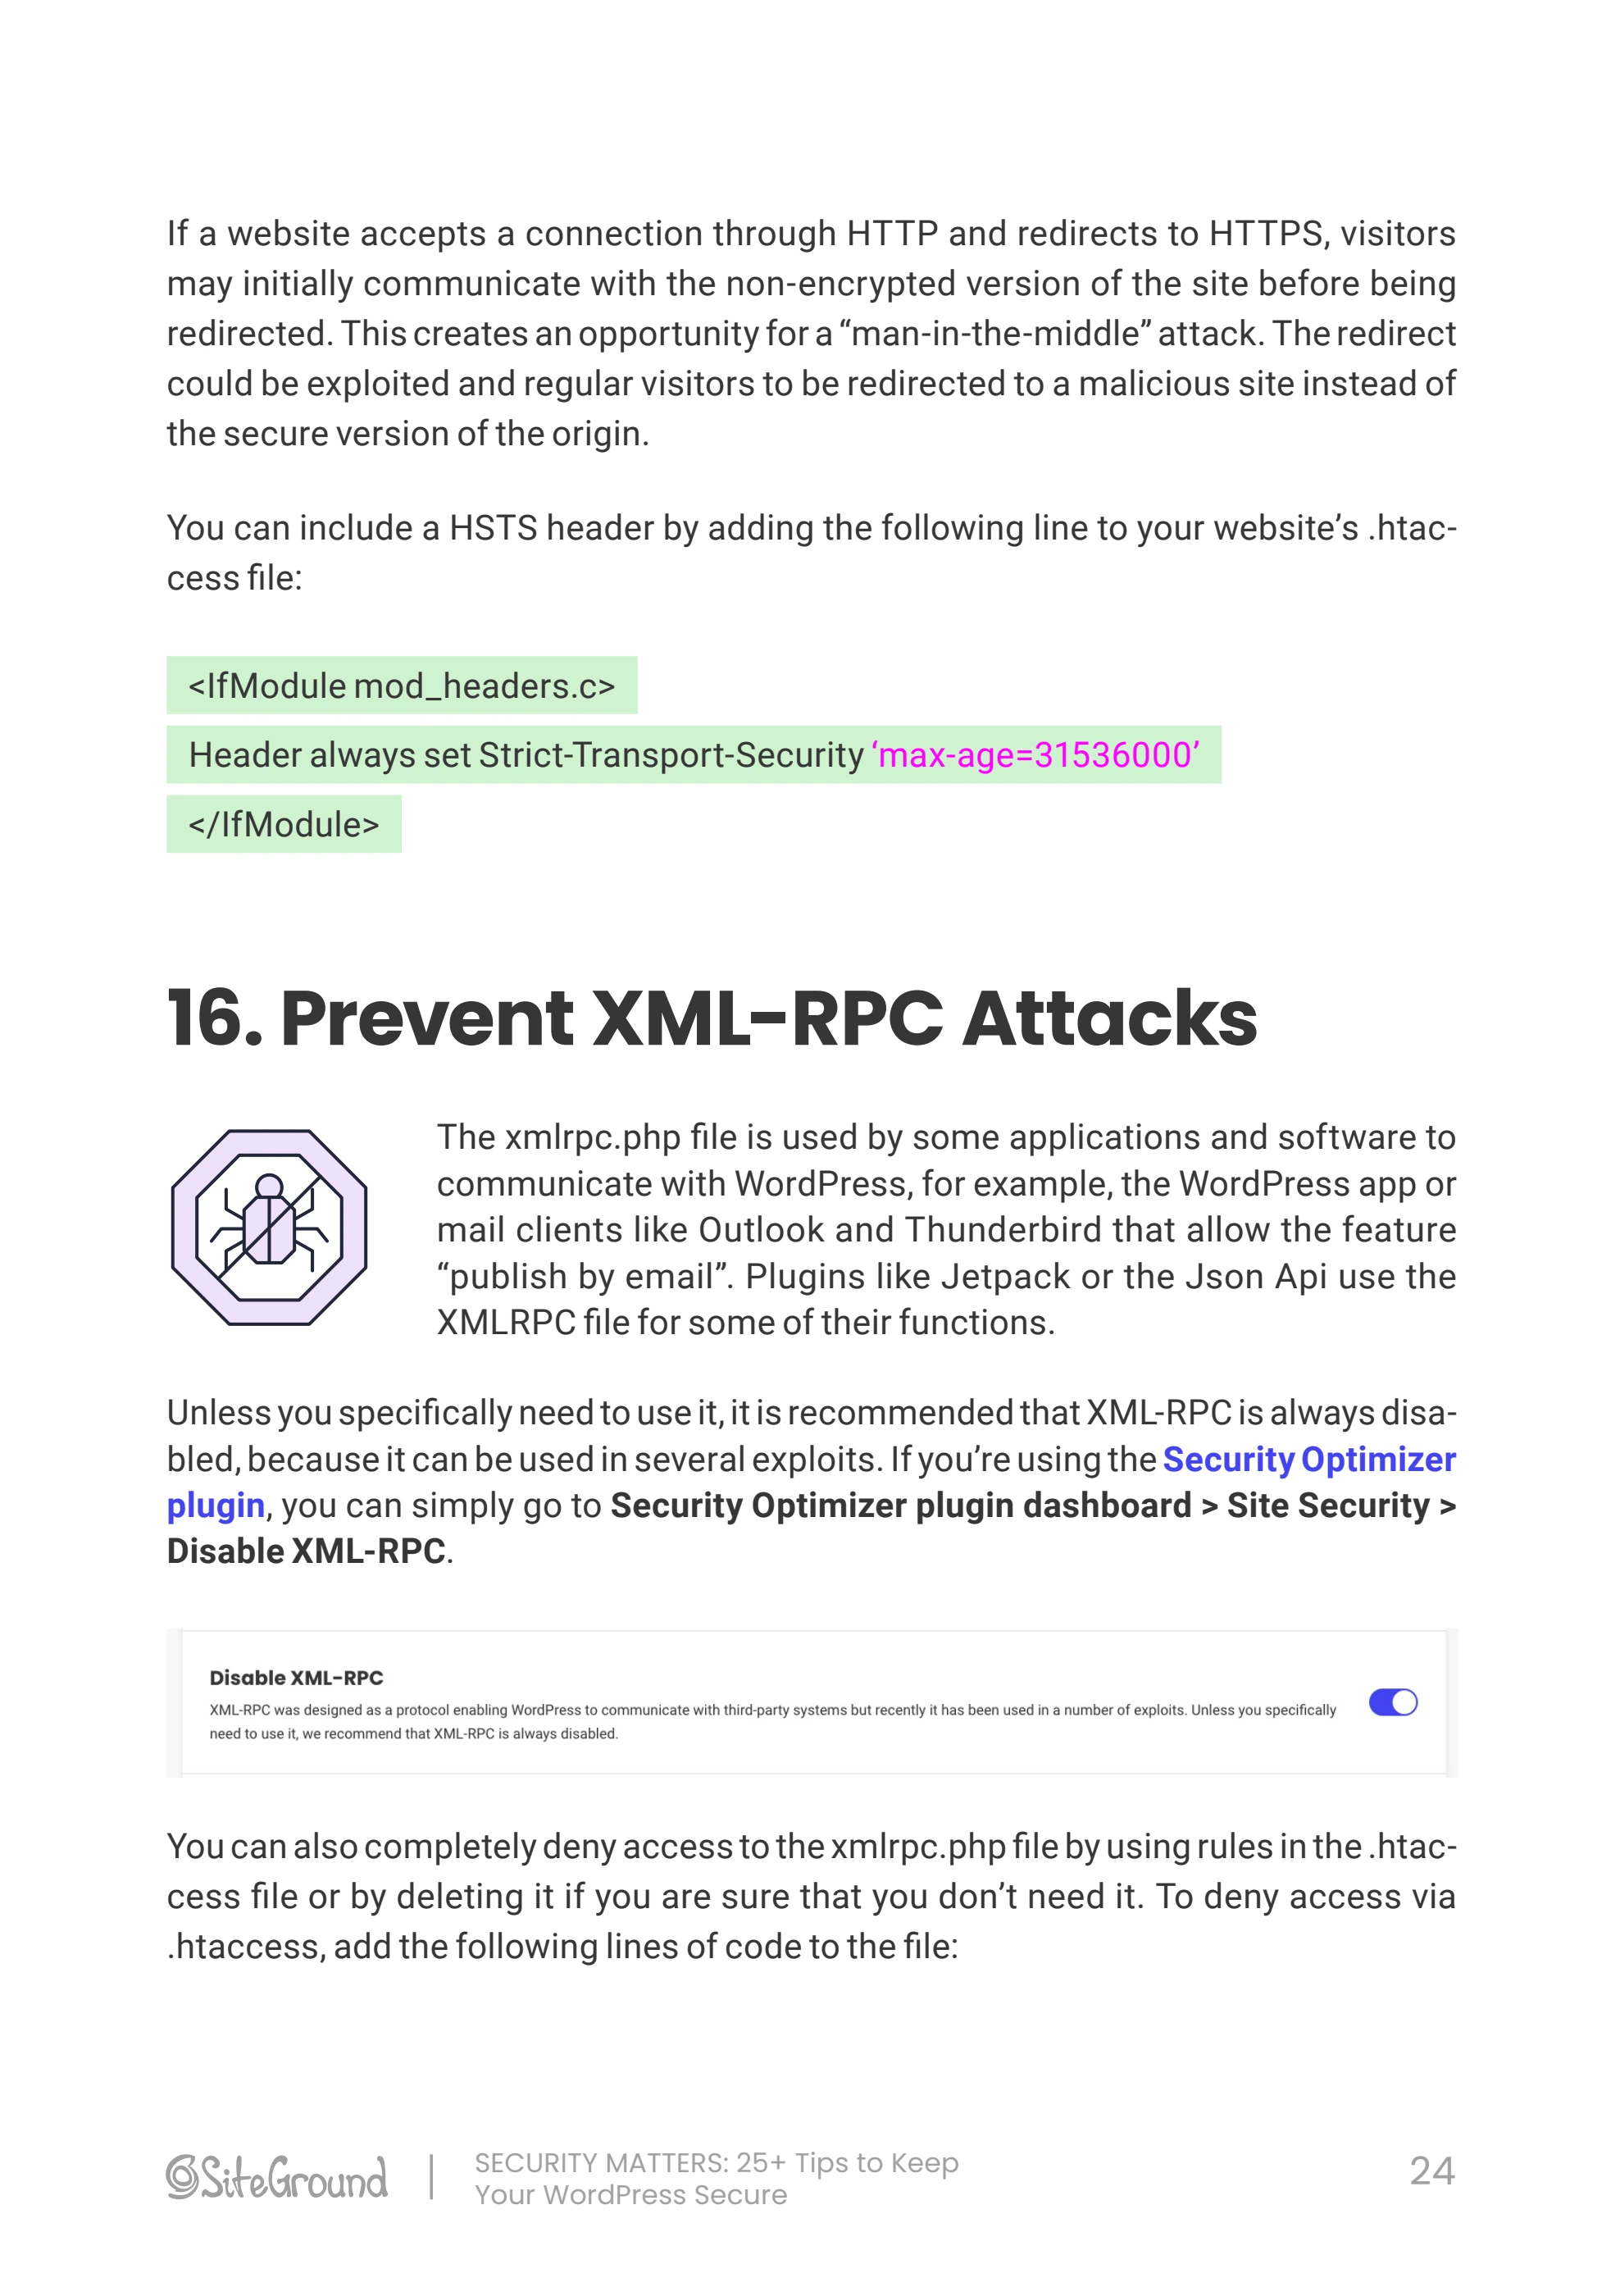 If a website accepts a connection through HTTP and redirects to HTTPS, visitors
may initially communicate with the non-encrypted version of the site before being
redirected. This creates an opportunity for a “man-in-the-middle” attack. The redirect
could be exploited and regular visitors to be redirected to a malicious site instead of
the secure version of the origin.
You can include a HSTS header by adding the following line to your website’s .htac-
cess file:
<IfModule mod_headers.c>
Header always set Strict-Transport-Security ‘max-age=31536000’
</IfModule>
16. Prevent XML-RPC Attacks
The xmlrpc.php file is used by some applications and software to
communicate with WordPress, for example, the WordPress app or
mail clients like Outlook and Thunderbird that allow the feature
“publish by email”. Plugins like Jetpack or the Json Api use the
XMLRPC file for some of their functions.
Unless you specifically need to use it, it is recommended that XML-RPC is always disa-
bled, because it can be used in several exploits. If you’re using the Security Optimizer
plugin, you can simply go to Security Optimizer plugin dashboard > Site Security >
Disable XML-RPC.
Disable XML-RPC
XML-RPC was designed as a protocol enabling WordPress to communicate with third-party systems but recently it has been used in a number of exploits. Unless you specifically
need to use it, we recommend that XML-RPC is always disabled.
You can also completely deny access to the xmlrpc.php file by using rules in the .htac-
cess file or by deleting it if you are sure that you don’t need it. To deny access via
.htaccess, add the following lines of code to the file:
SiteGround
SECURITY MATTERS: 25+ Tips to Keep
Your WordPress Secure
24